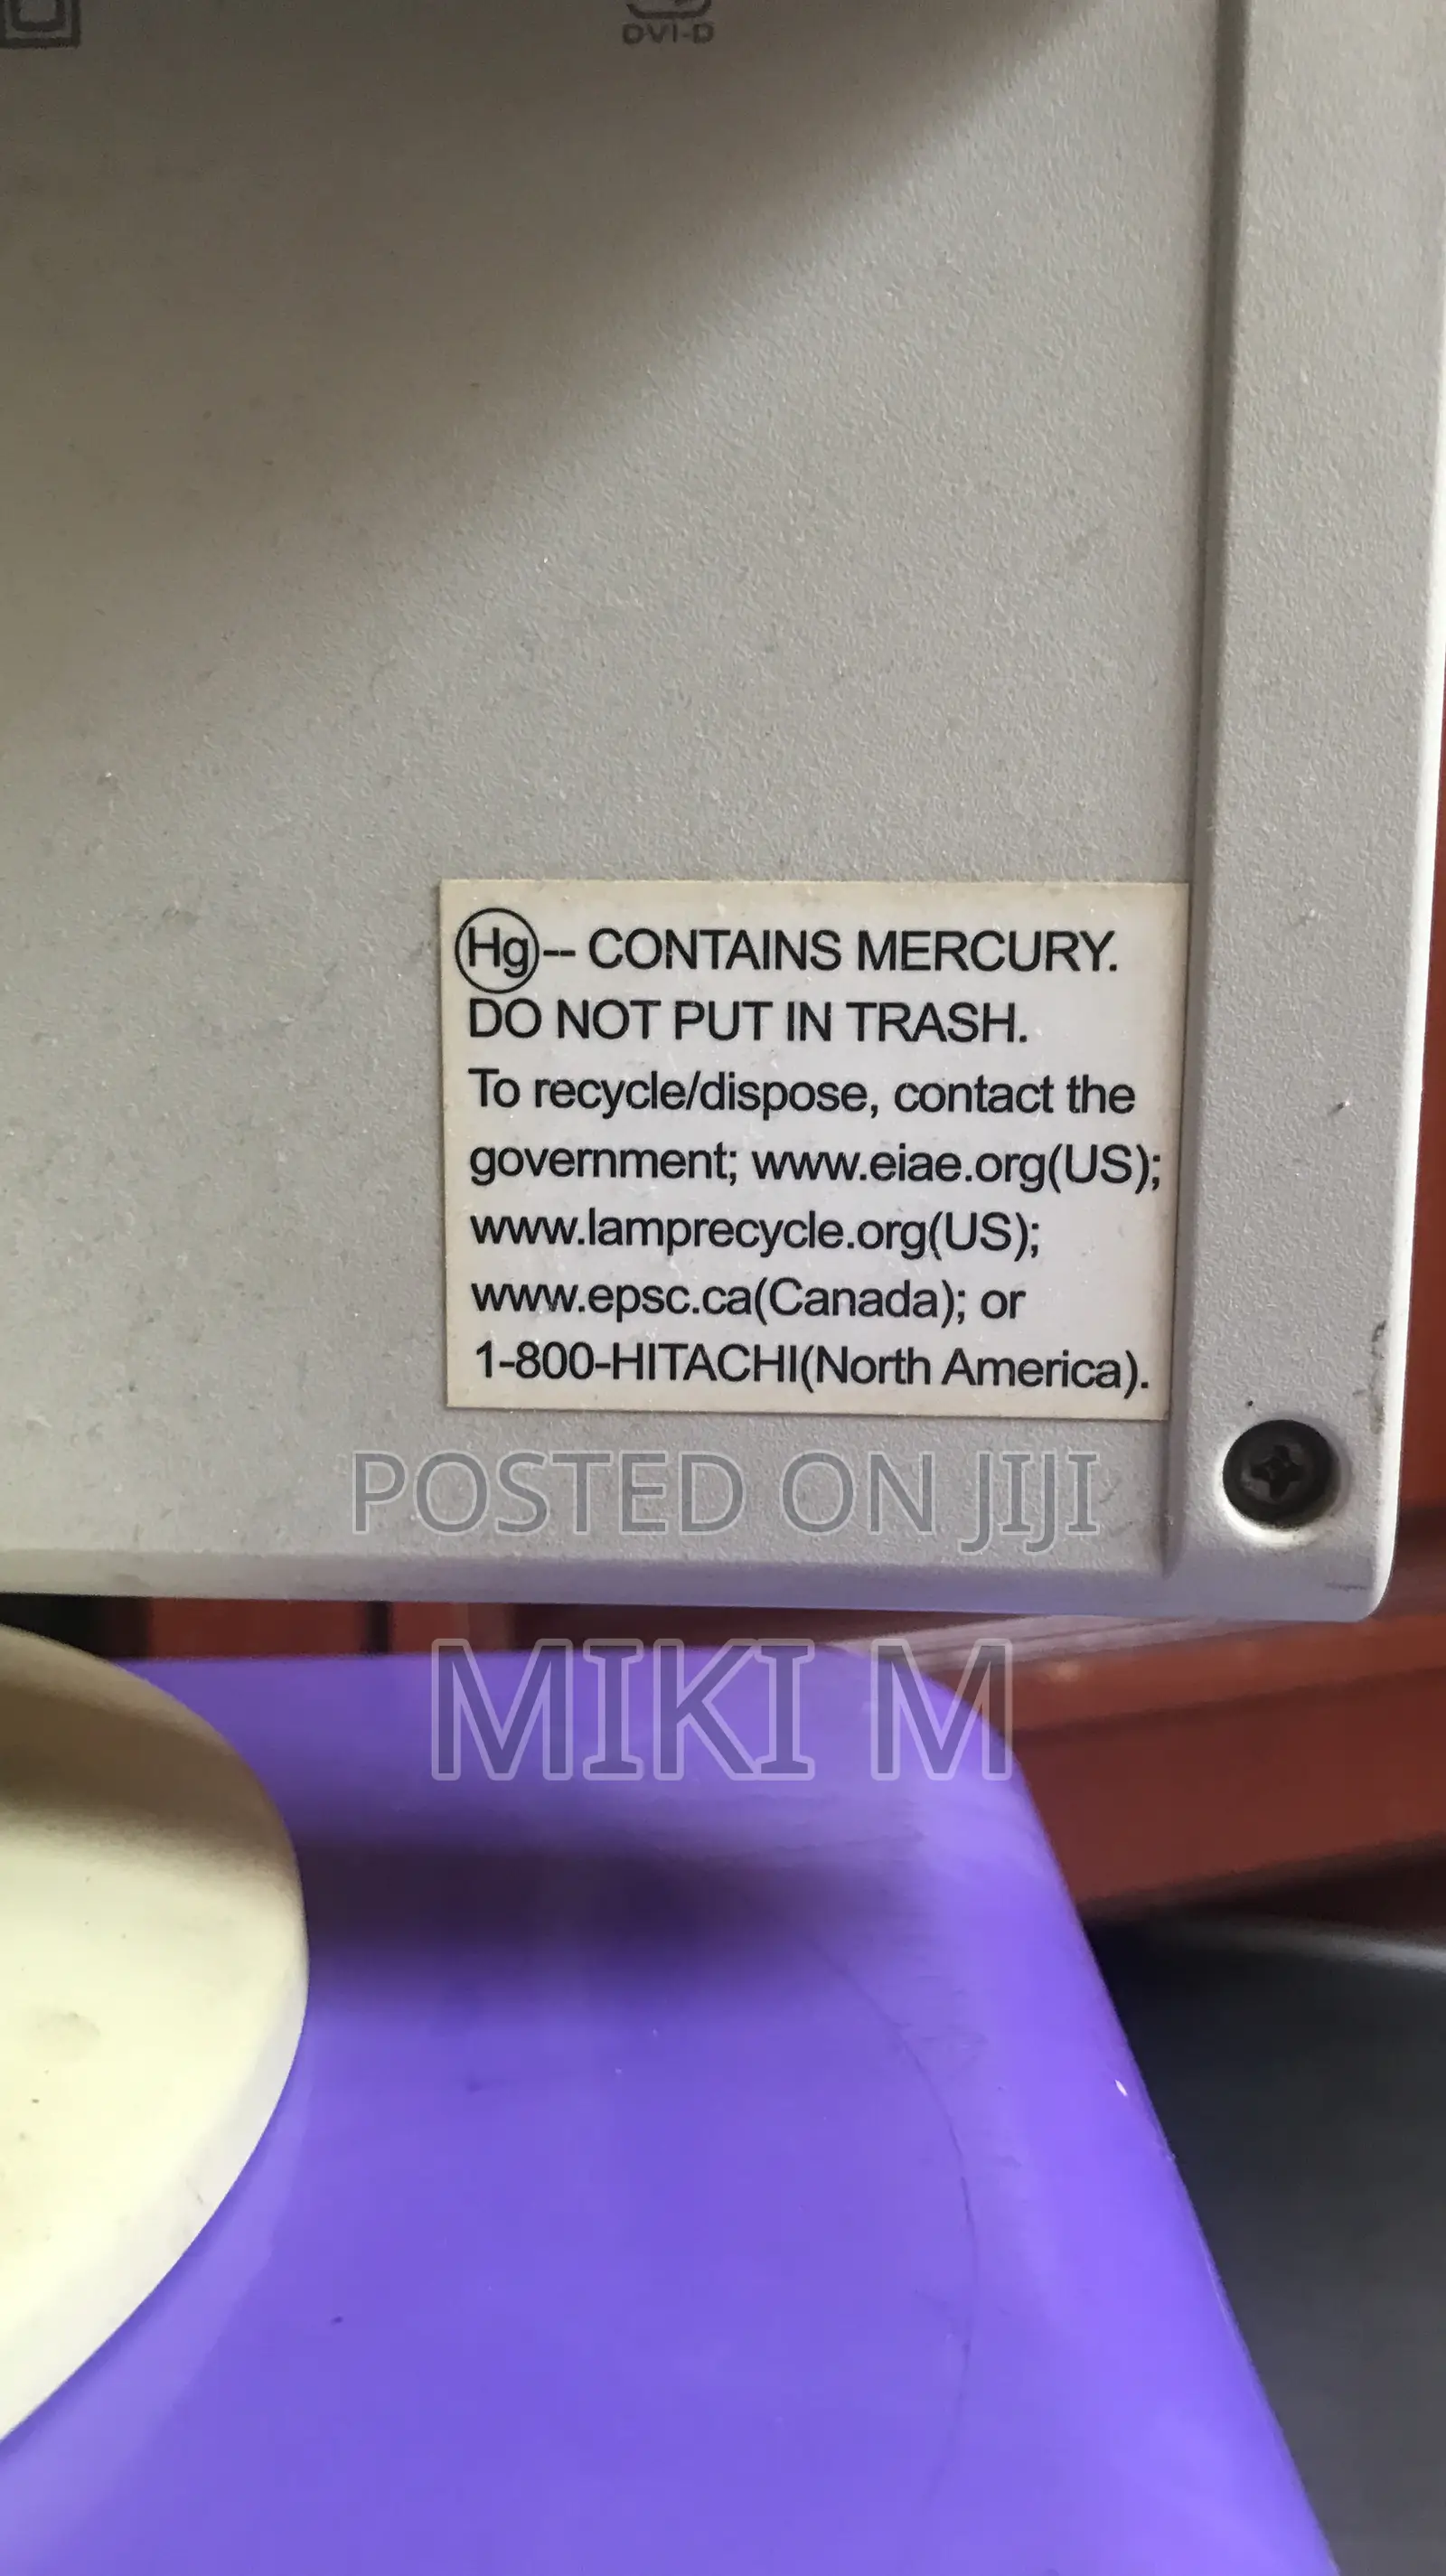 DVI-D
Hg-- CONTAINS MERCURY.
DO NOT PUT IN TRASH.
To recycle/dispose, contact the
government; www.eiae.org(US);
www.lamprecycle.org(US);
www.epsc.ca(Canada); or
1-800-HITACHI(North America).
POSTED ON JIJI
MIKI M